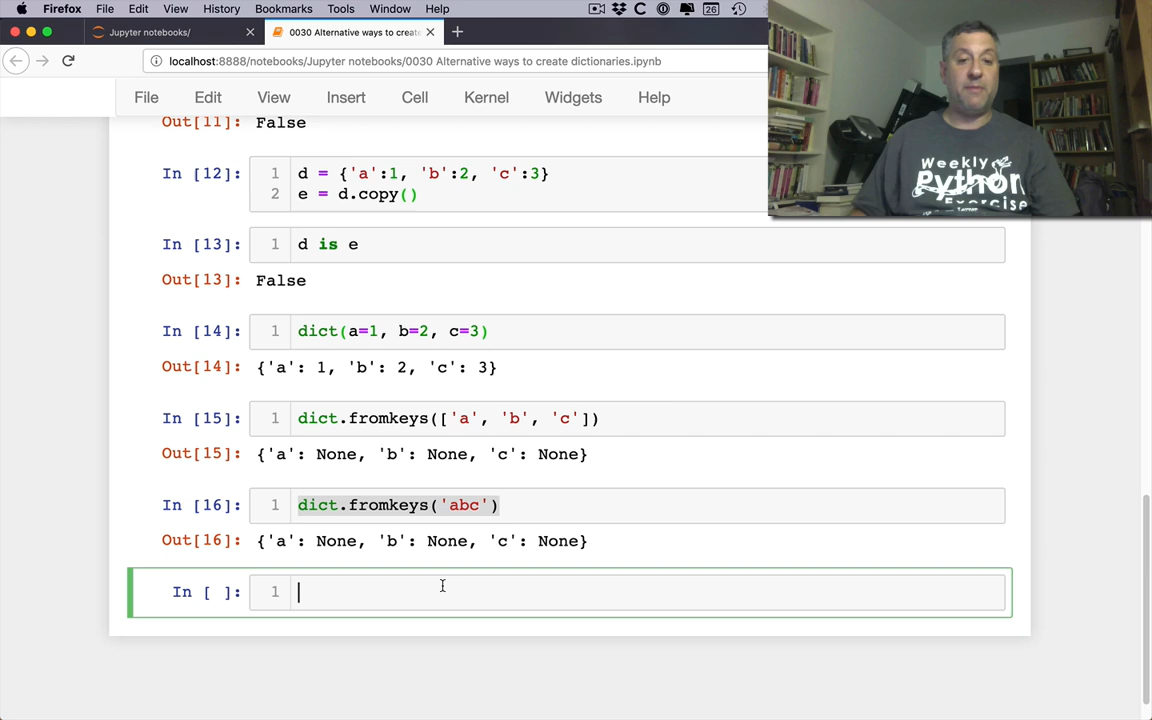 Firefox File Edit View History Bookmarks Tools Window Help 26
Jupyter notebooks/ 0030 Alternative ways to create
localhost:8888/notebooks/Jupyter notebooks/0030 Alternative ways to create dictionaries.ipynb
File Edit View Insert Cell Kernel Widgets Help
Out[11]: False
In [12]: 1 d = {'a':1, 'b':2, 'c':3}
2 e = d.copy()
In [13]: 1 d is e
Out[13]: False
In [14]: 1 dict(a=1, b=2, c=3)
Out[14]: {'a': 1, 'b': 2, 'c': 3}
In [15]: 1 dict.fromkeys(['a', 'b', 'c'])
Out[15]: {'a': None, 'b': None, 'c': None}
In [16]: 1 dict.fromkeys('abc')
Out[16]: {'a': None, 'b': None, 'c': None}
In [ ]: 1
Weekly
Python
Exercise